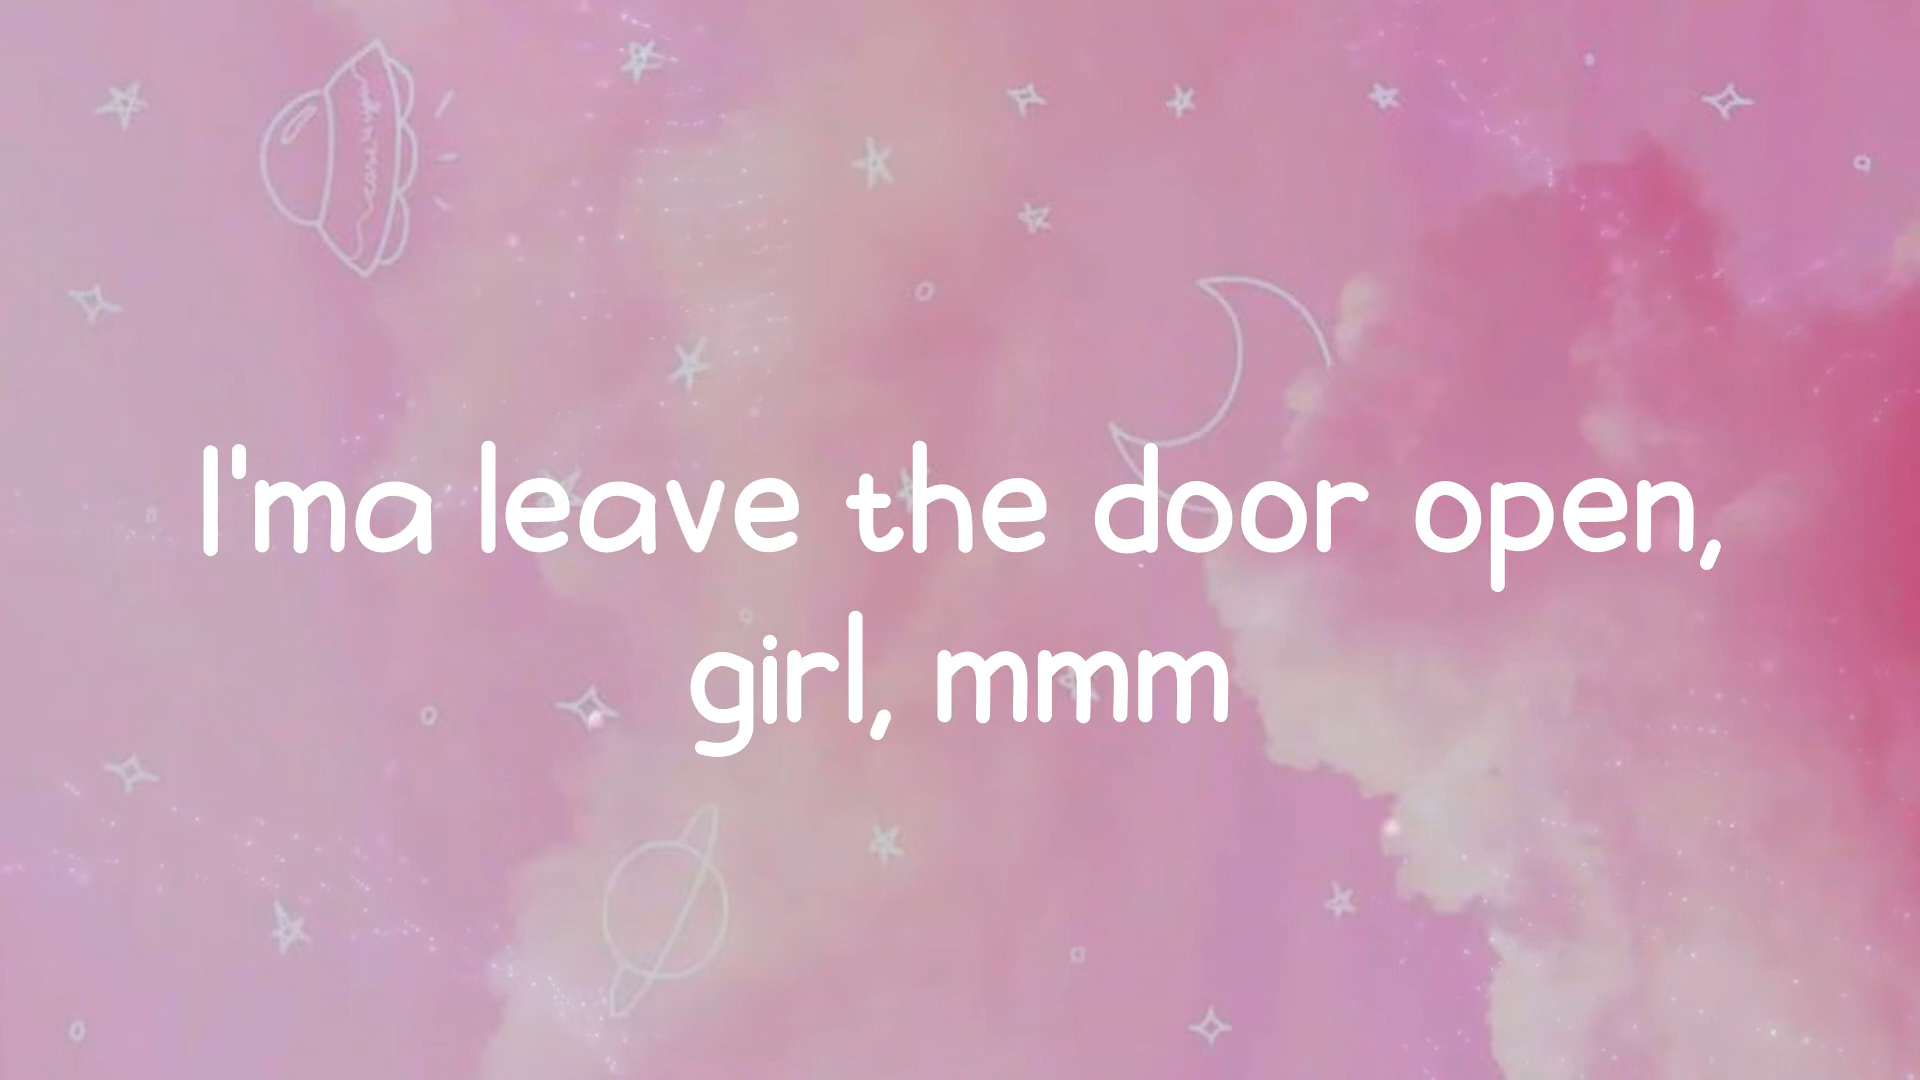 I'ma leave the door open,
girl, mmm